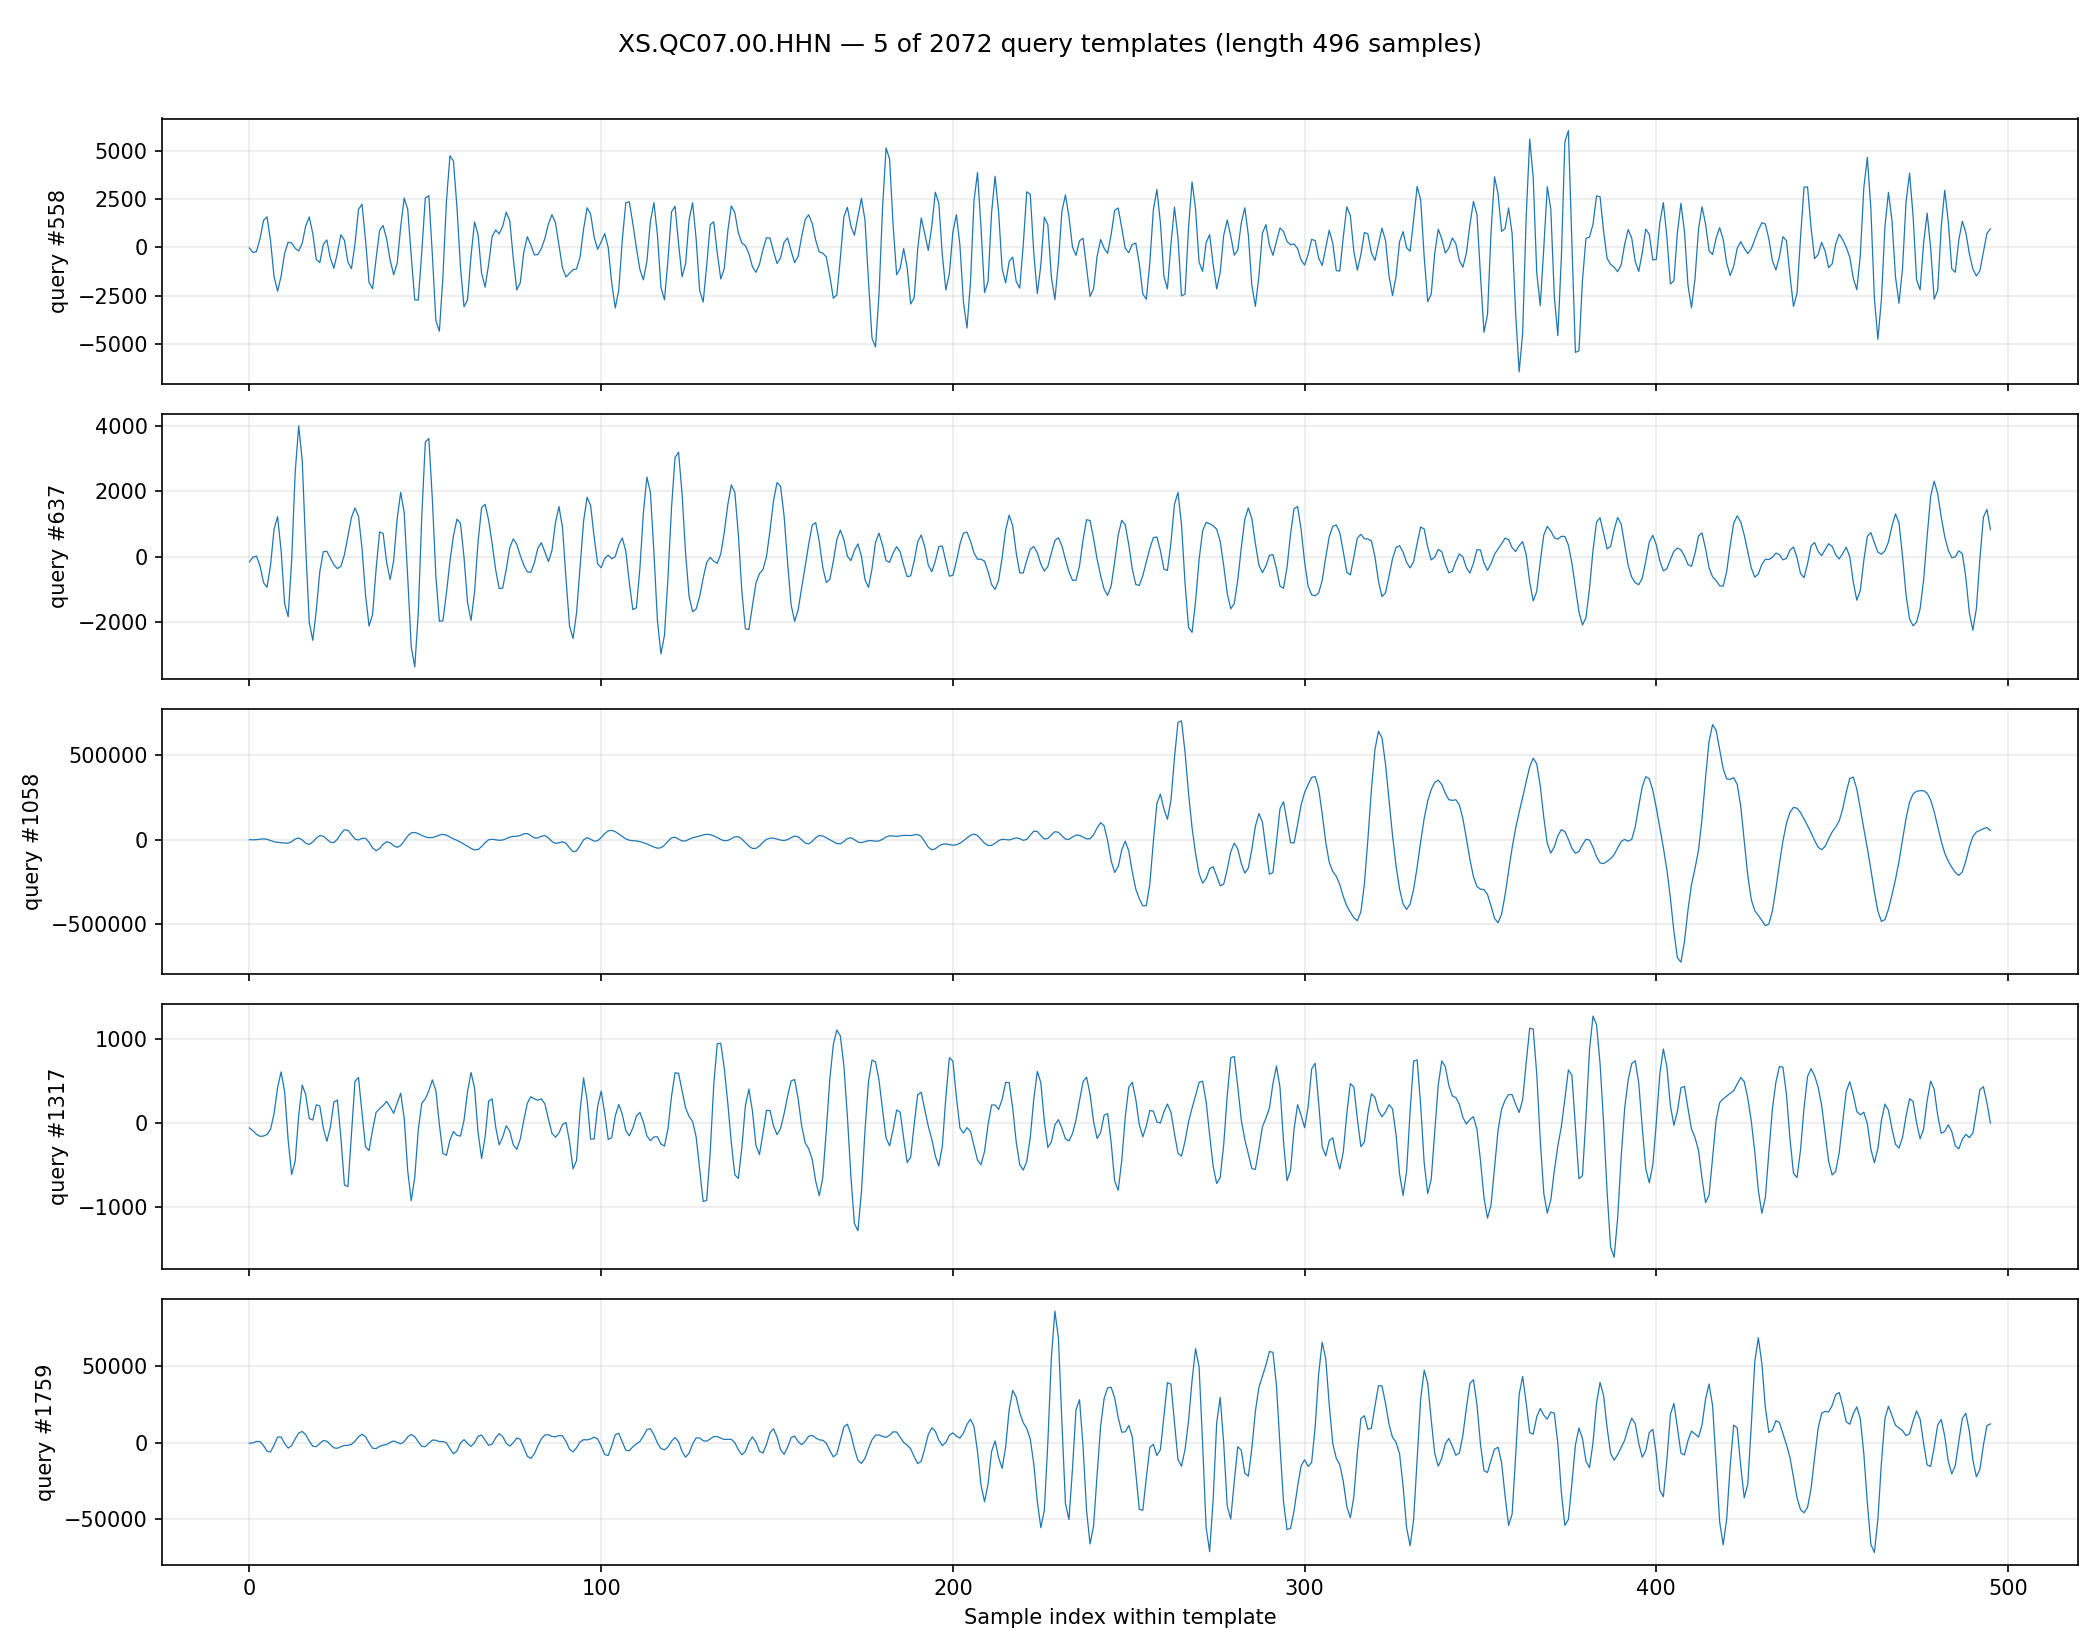 XS.QC07.00.HHN — 5 of 2072 query templates (length 496 samples)
query #558
5000
2500
0
−2500
−5000
query #637
4000
2000
0
−2000
query #1058
500000
0
−500000
query #1317
1000
0
−1000
query #1759
50000
0
−50000
0 100 200 300 400 500
Sample index within template